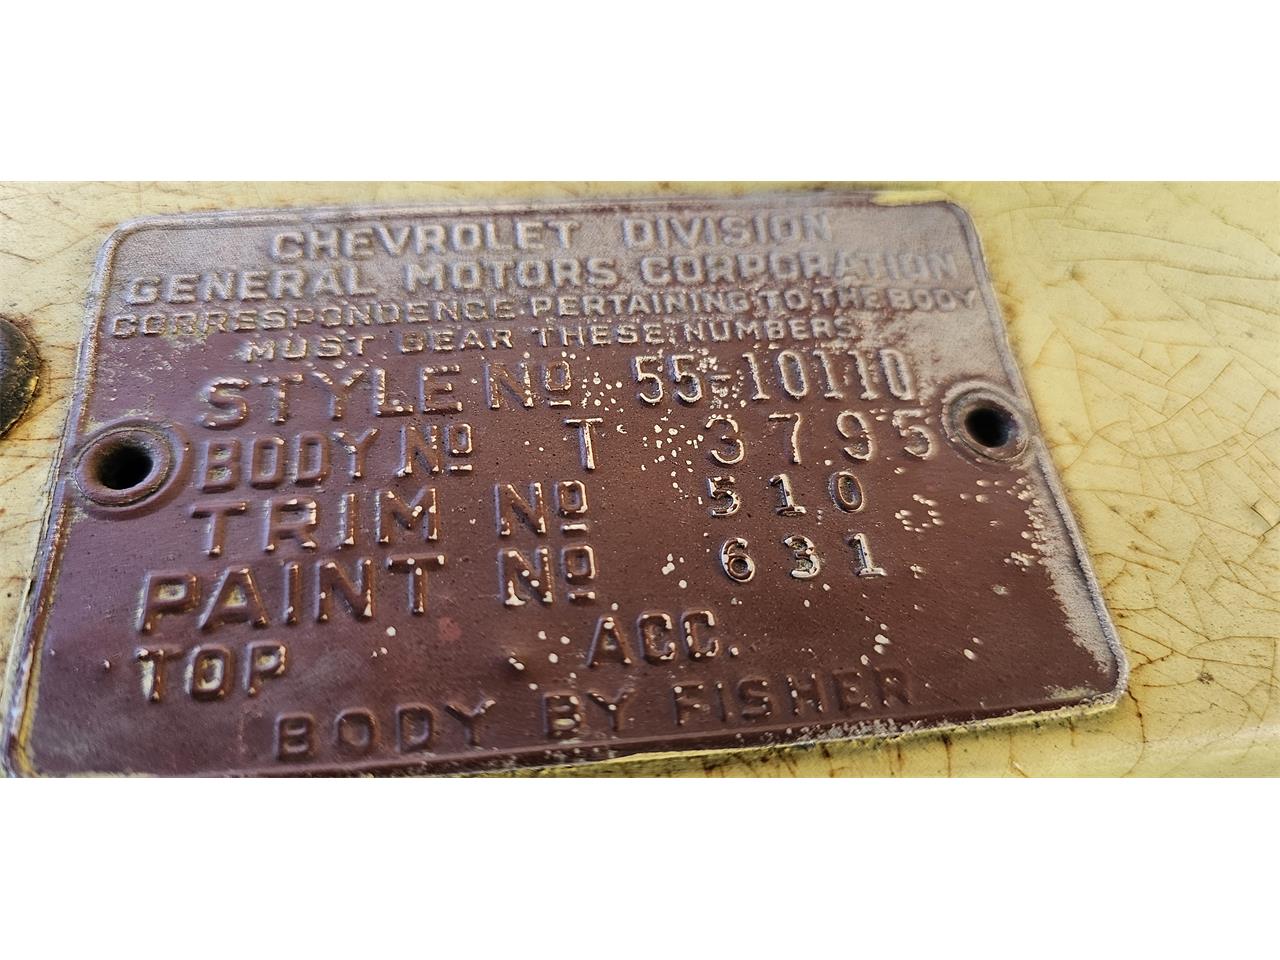 CHEVROLET DIVISION
GENERAL MOTORS CORPORATION
CORRESPONDENCE PERTAINING TO THE BODY
MUST BEAR THESE NUMBERS
STYLE Nº 55-1011D
BODY Nº T 3795
TRIM Nº 510
PAINT Nº 631
TOP ACC.
BODY BY FISHER